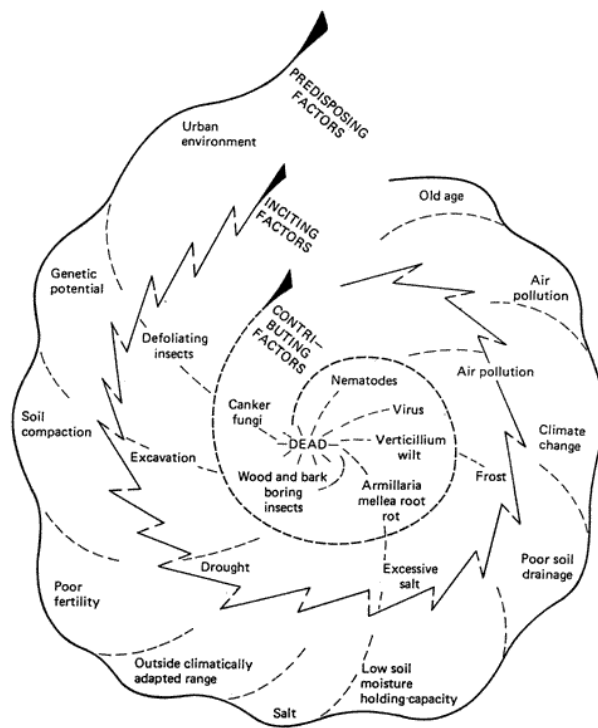 PREDISPOSING
FACTORS
Urban
environment
INCITING
FACTORS
Old age
Genetic
potential
Air
pollution
CONTRI-
BUTING
FACTORS
Defoliating
insects
Air pollution
Nematodes
Canker
fungi
Virus
Soil
compaction
DEAD
Verticillium
wilt
Climate
change
Excavation
Wood and bark
boring
insects
Armillaria
mellea root
rot
Frost
Drought
Excessive
salt
Poor soil
drainage
Poor
fertility
Outside climatically
adapted range
Low soil
moisture
holding capacity
Salt